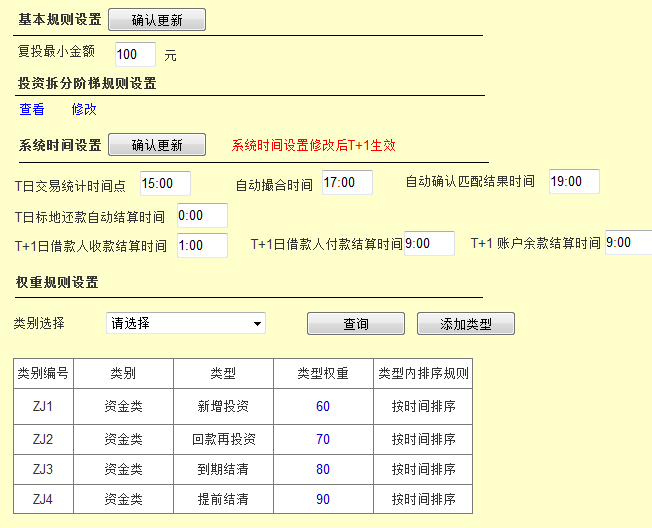 基本规则设置 确认更新
复投最小金额 100 元
投资拆分阶梯规则设置
查看 修改
系统时间设置 确认更新 系统时间设置修改后T+1生效
T日交易统计时间点 15:00 自动撮合时间 17:00 自动确认匹配结果时间 19:00
T日标地还款自动结算时间 0:00
T+1日借款人收款结算时间 1:00 T+1日借款人付款结算时间 9:00 T+1 账户余款结算时间 9:00
权重规则设置
类别选择 请选择 查询 添加类型
类别编号 类别 类型 类型权重 类型内排序规则
ZJ1 资金类 新增投资 60 按时间排序
ZJ2 资金类 回款再投资 70 按时间排序
ZJ3 资金类 到期结清 80 按时间排序
ZJ4 资金类 提前结清 90 按时间排序